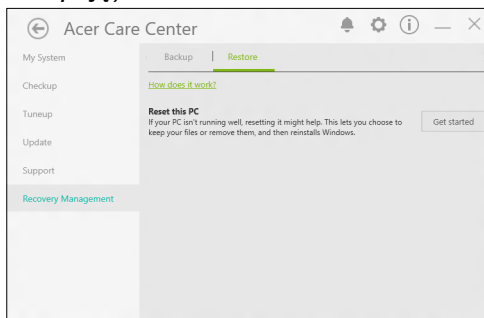 Acer Care Center
My System
Backup | Restore
Checkup
How does it work?
Tuneup
Reset this PC
If your PC isn't running well, resetting it might help. This lets you choose to
keep your files or remove them, and then reinstalls Windows.
Get started
Update
Support
Recovery Management